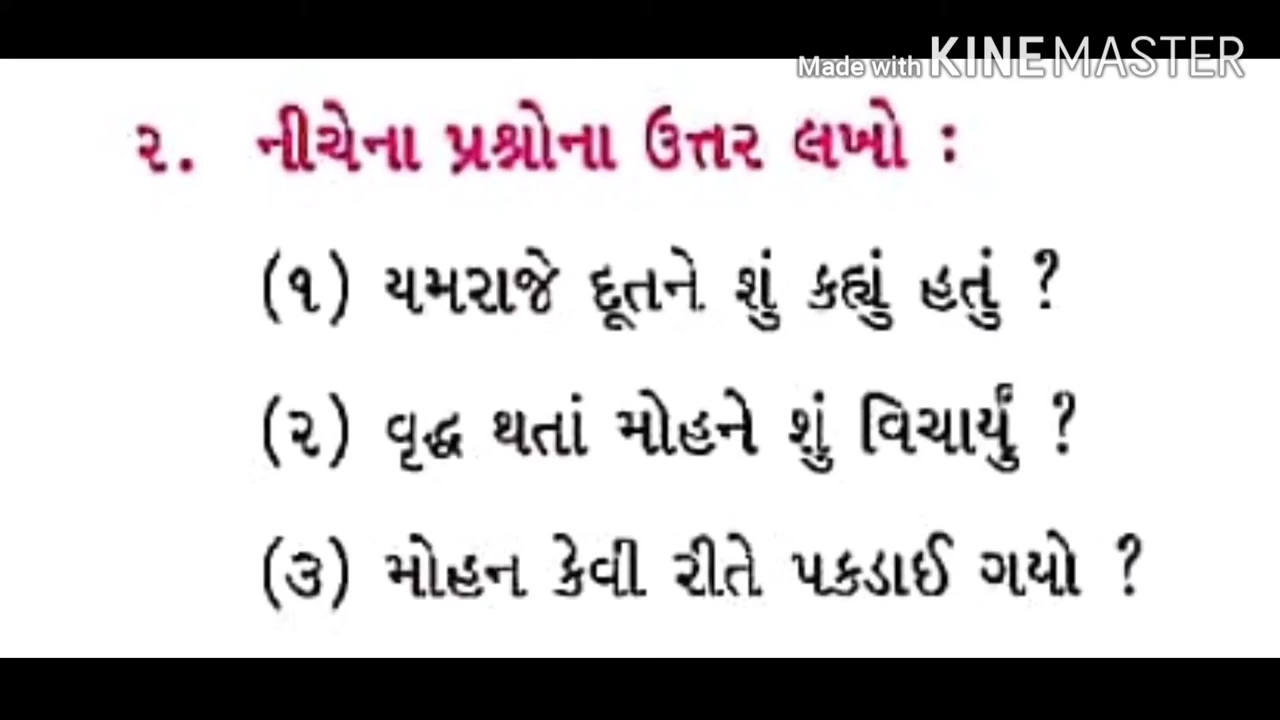 Made with KINEMASTER
૨. નીચેના પ્રશ્નોના ઉત્તર લખો :
(૧) યમરાજે દૂતને શું કહ્યું હતું ?
(૨) વૃદ્ધ થતાં મોહને શું વિચાર્યું ?
(૩) મોહન કેવી રીતે પકડાઈ ગયો ?